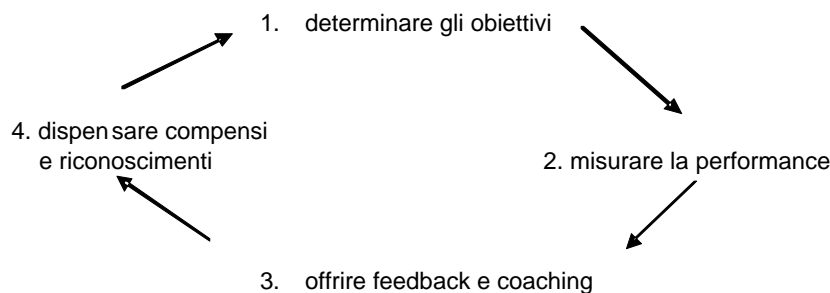 1. determinare gli obiettivi
4. dispensare compensi
e riconoscimenti
2. misurare la performance
3. offrire feedback e coaching